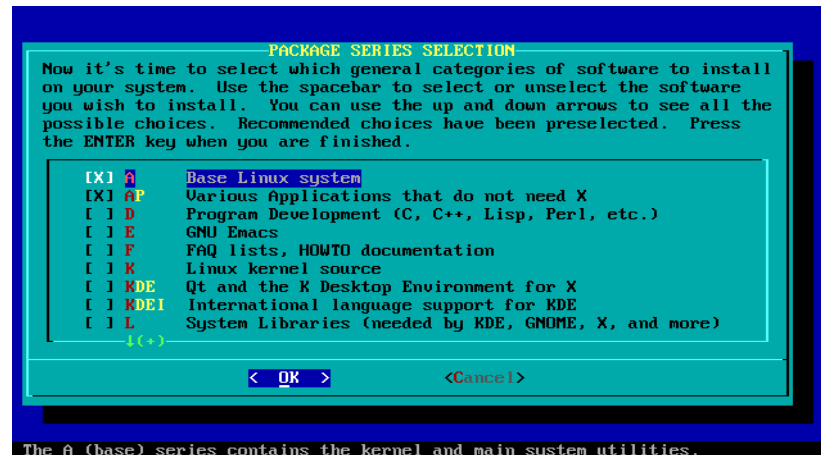 PACKAGE SERIES SELECTION
Now it's time to select which general categories of software to install
on your system.  Use the spacebar to select or unselect the software
you wish to install.  You can use the up and down arrows to see all the
possible choices.  Recommended choices have been preselected.  Press
the ENTER key when you are finished.
[X] A Base Linux system
[X] AP Various Applications that do not need X
[ ] D Program Development (C, C++, Lisp, Perl, etc.)
[ ] E GNU Emacs
[ ] F FAQ lists, HOWTO documentation
[ ] K Linux kernel source
[ ] KDE Qt and the K Desktop Environment for X
[ ] KDEI International language support for KDE
[ ] L System Libraries (needed by KDE, GNOME, X, and more)
↓(+)
< OK > <Cancel>
The A (base) series contains the kernel and main system utilities.